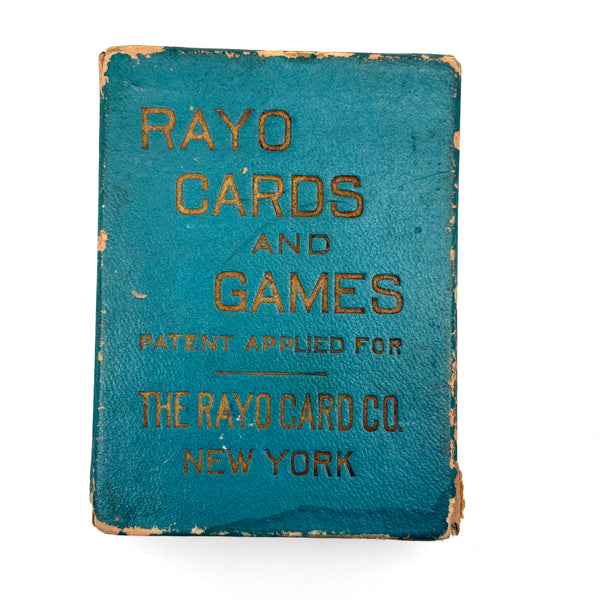 RAYO
CARDS
AND
GAMES
PATENT APPLIED FOR
THE RAYO CARD CO.
NEW YORK